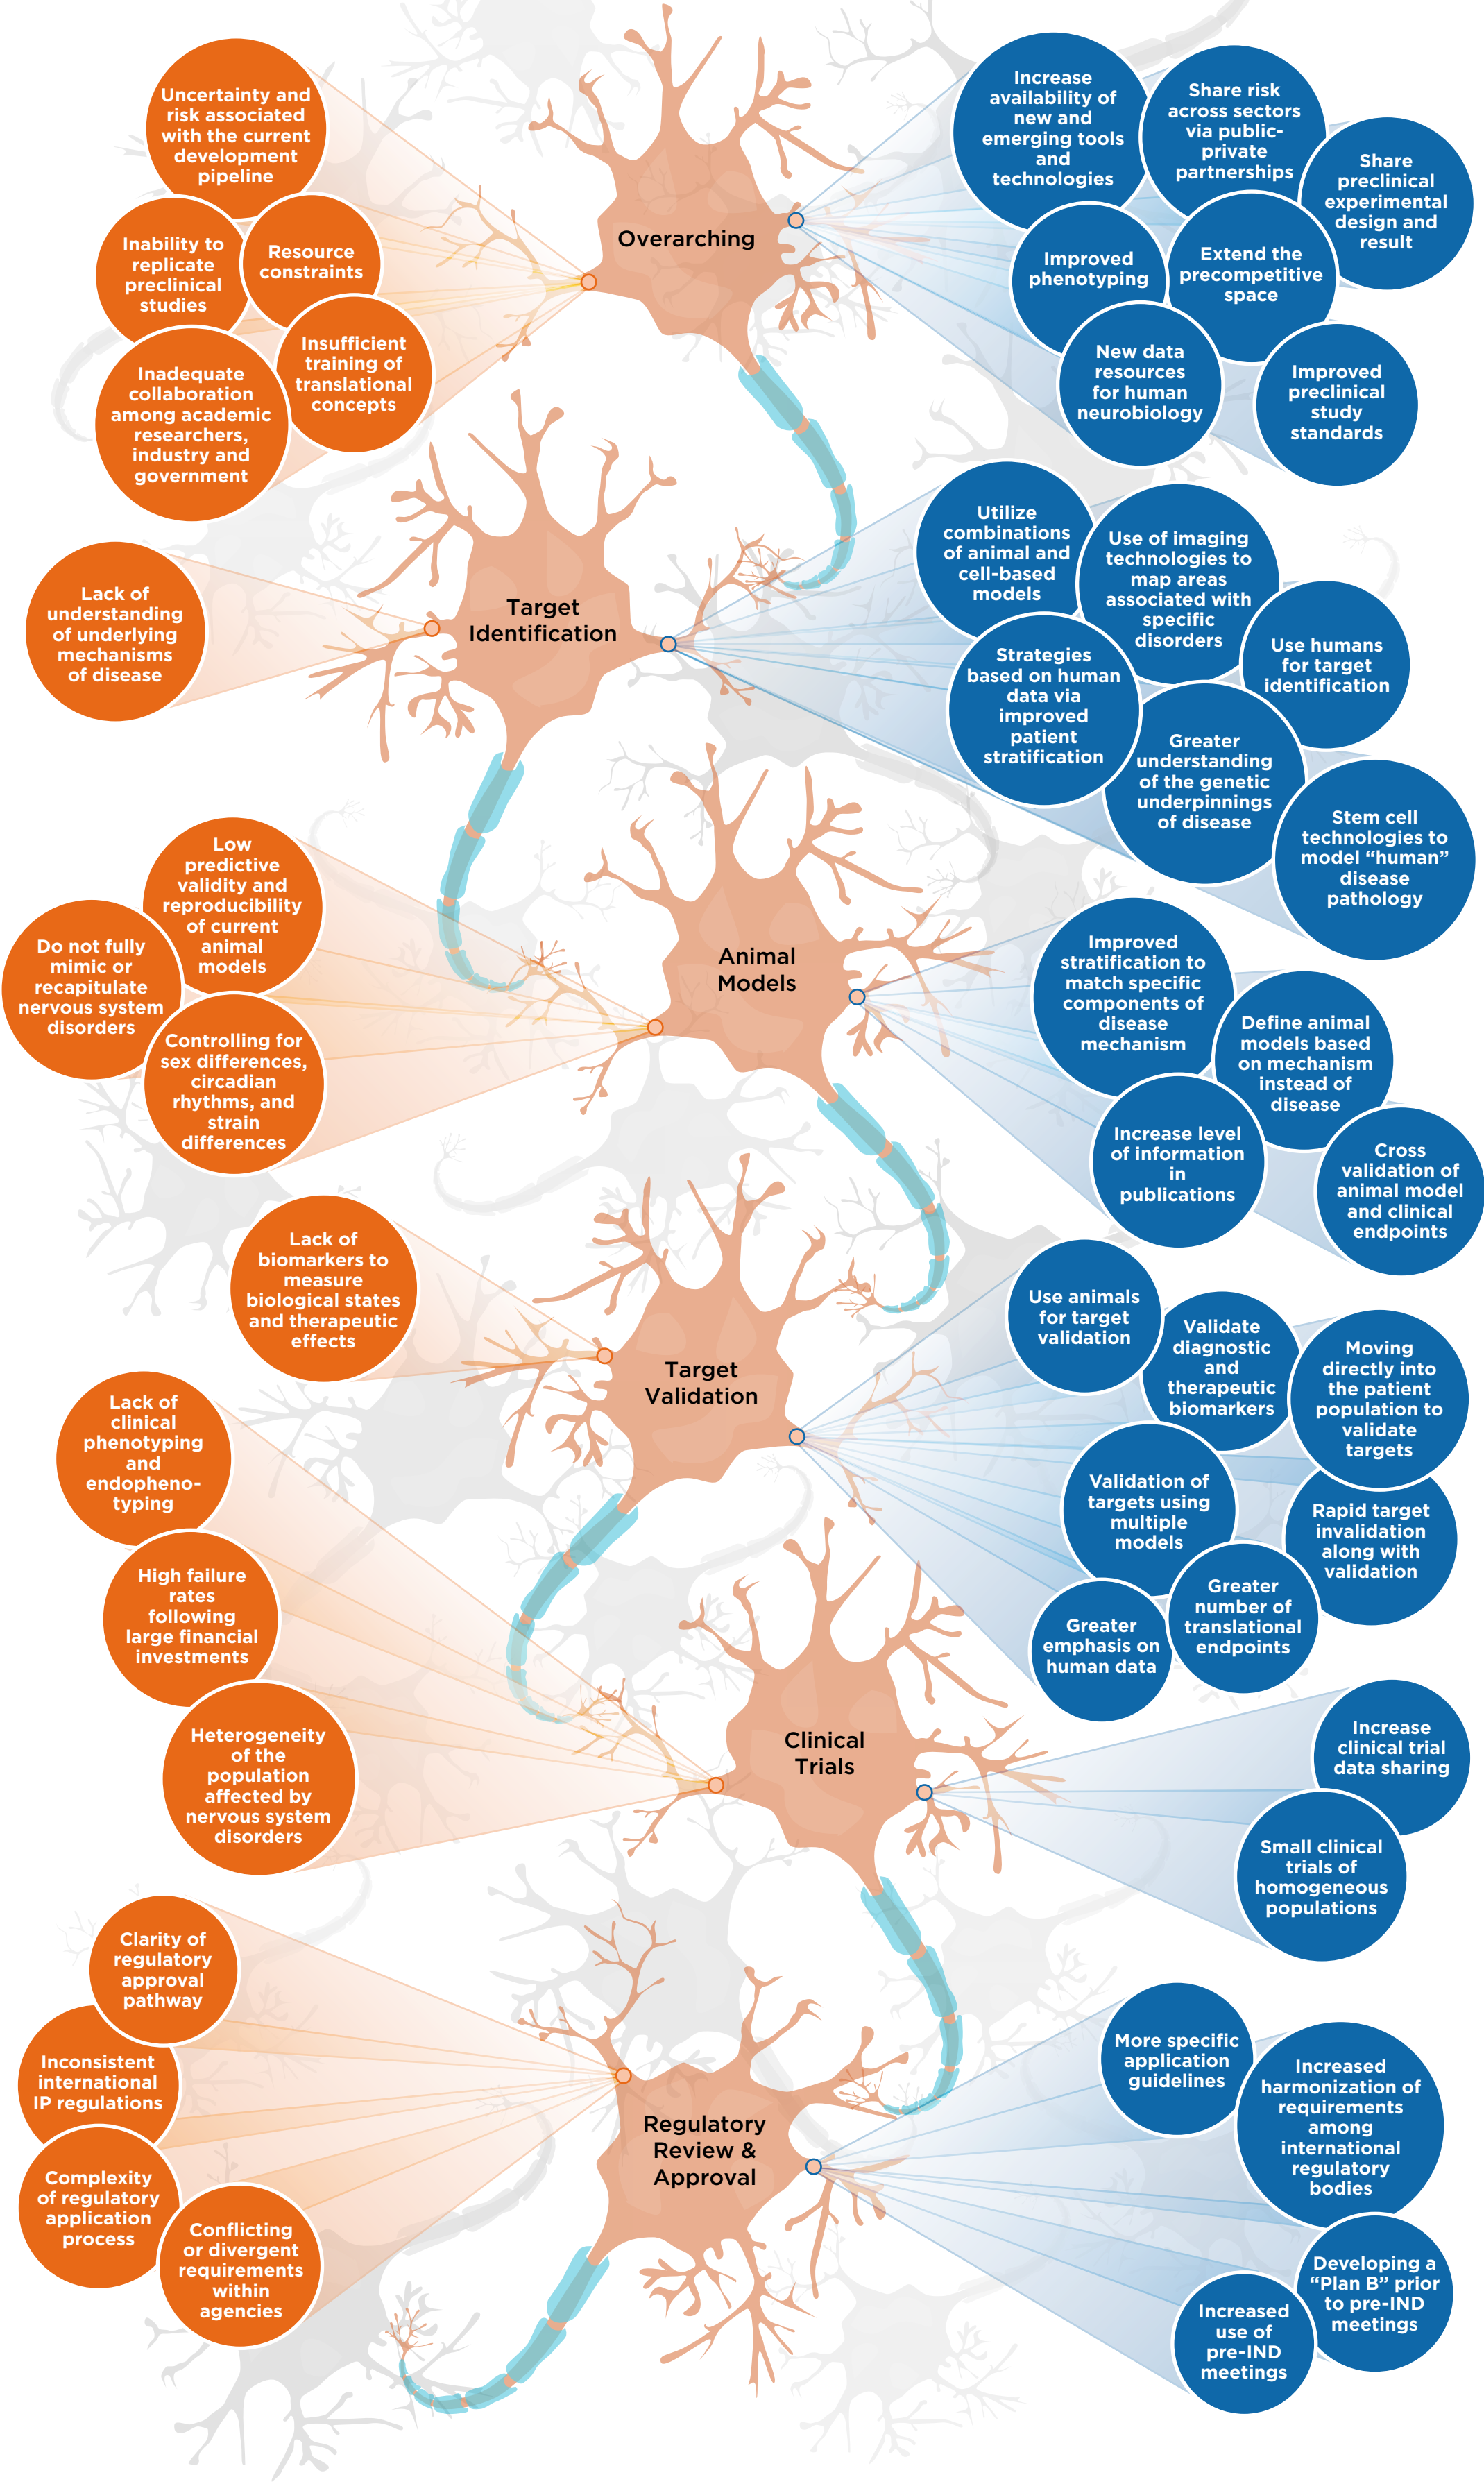 Uncertainty and
risk associated
with the current
development
pipeline
Inability to
replicate
preclinical
studies
Resource
constraints
Insufficient
training of
translational
concepts
Inadequate
collaboration
among academic
researchers,
industry and
government
Overarching
Increase
availability of
new and
emerging tools
and
technologies
Share risk
across sectors
via public-
private
partnerships
Share
preclinical
experimental
design and
result
Improved
phenotyping
Extend the
precompetitive
space
New data
resources
for human
neurobiology
Improved
preclinical
study
standards
Lack of
understanding
of underlying
mechanisms
of disease
Target
Identification
Utilize
combinations
of animal and
cell-based
models
Use of imaging
technologies to
map areas
associated with
specific
disorders
Use humans
for target
identification
Strategies
based on human
data via
improved
patient
stratification
Greater
understanding
of the genetic
underpinnings
of disease
Stem cell
technologies to
model “human”
disease
pathology
Low
predictive
validity and
reproducibility
of current
animal
models
Do not fully
mimic or
recapitulate
nervous system
disorders
Controlling for
sex differences,
circadian
rhythms, and
strain
differences
Animal
Models
Improved
stratification to
match specific
components of
disease
mechanism
Define animal
models based
on mechanism
instead of
disease
Increase level
of information
in
publications
Cross
validation of
animal model
and clinical
endpoints
Lack of
biomarkers to
measure
biological states
and therapeutic
effects
Target
Validation
Use animals
for target
validation
Validate
diagnostic
and
therapeutic
biomarkers
Moving
directly into
the patient
population to
validate
targets
Validation of
targets using
multiple
models
Rapid target
invalidation
along with
validation
Greater
number of
translational
endpoints
Greater
emphasis on
human data
Lack of
clinical
phenotyping
and
endopheno-
typing
High failure
rates
following
large financial
investments
Heterogeneity
of the
population
affected by
nervous system
disorders
Clinical
Trials
Increase
clinical trial
data sharing
Small clinical
trials of
homogeneous
populations
Clarity of
regulatory
approval
pathway
Inconsistent
international
IP regulations
Complexity
of regulatory
application
process
Conflicting
or divergent
requirements
within
agencies
Regulatory
Review &
Approval
More specific
application
guidelines
Increased
harmonization of
requirements
among
international
regulatory
bodies
Developing a
“Plan B” prior
to pre-IND
meetings
Increased
use of
pre-IND
meetings